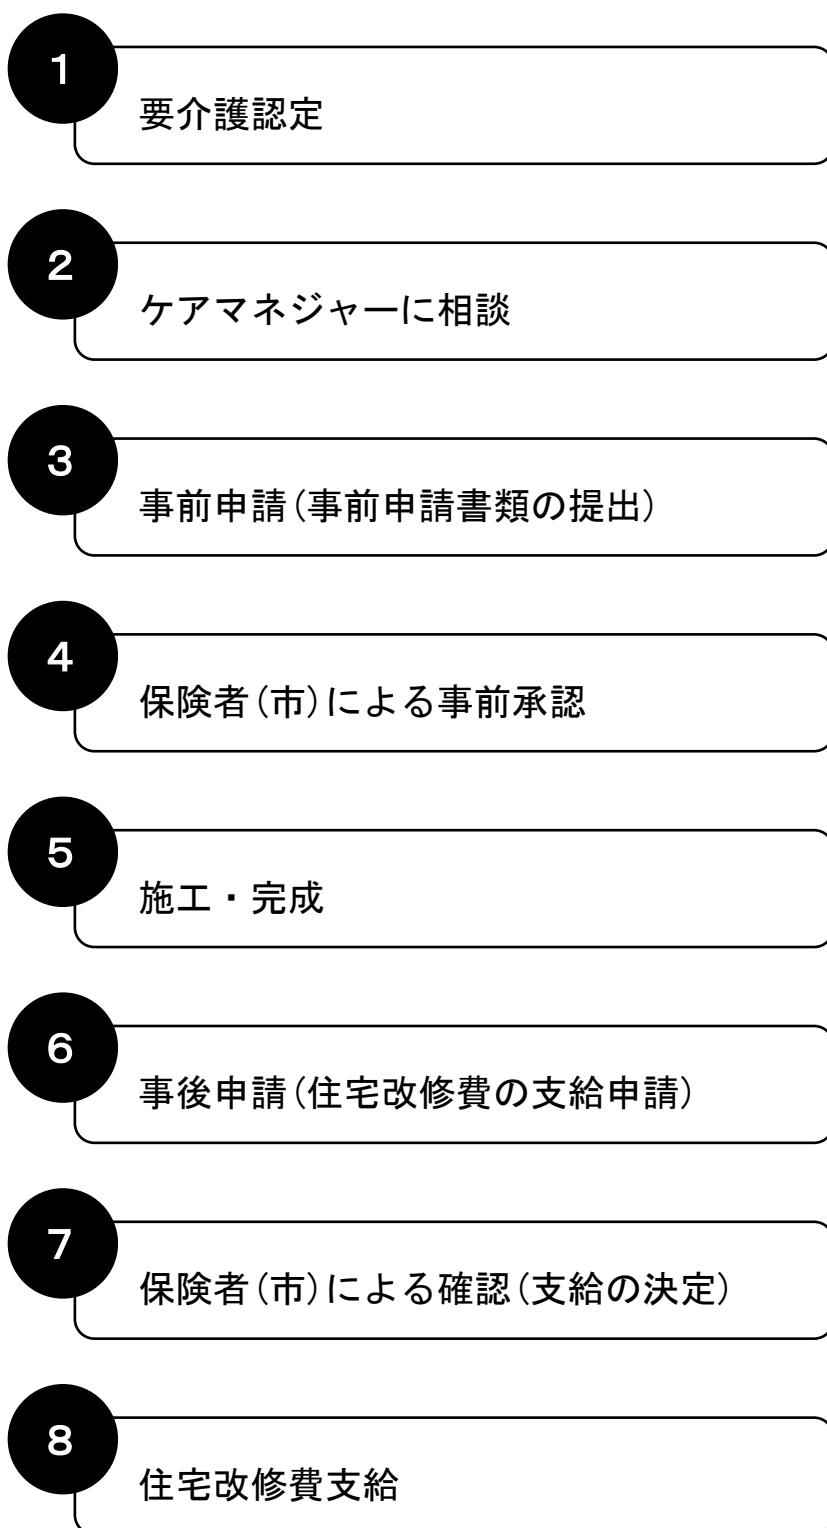 1
要介護認定
2
ケアマネジャーに相談
3
事前申請(事前申請書類の提出)
4
保険者(市)による事前承認
5
施工・完成
6
事後申請(住宅改修費の支給申請)
7
保険者(市)による確認(支給の決定)
8
住宅改修費支給